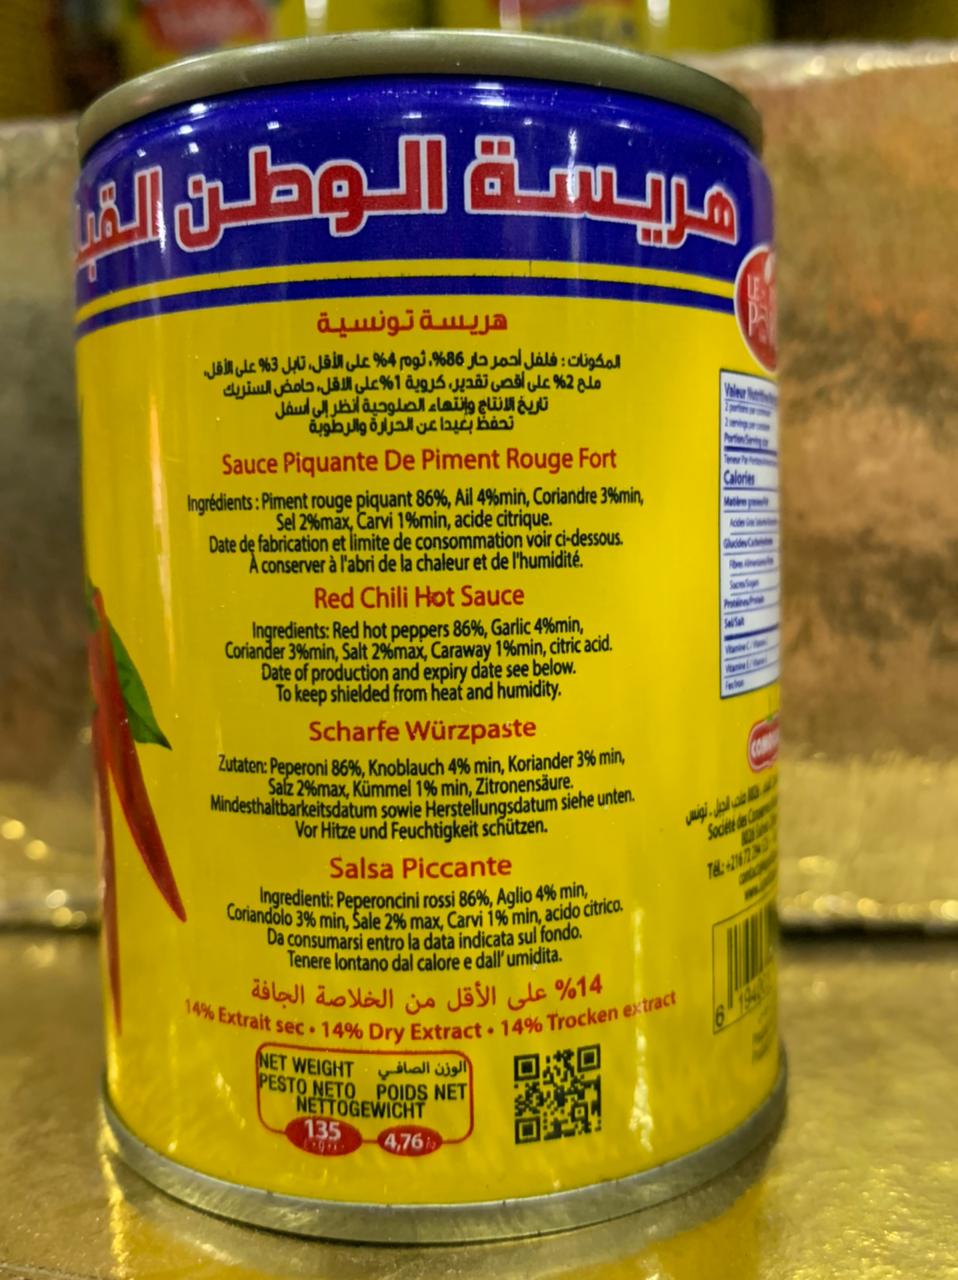 هريسة الوطن
هريسة تونسية
المكونات : فلفل أحمر حار 86%، ثوم 4% على الأقل، تابل 3% على الأقل،
ملح 2% على أقصى تقدير، كروية 1%على الاقل، حامض الستريك
تاريخ الانتاج وإنتهاء الصلوحية أنظر إلى أسفل
تحفظ بعيدا عن الحرارة والرطوبة
Sauce Piquante De Piment Rouge Fort
Ingrédients : Piment rouge piquant 86%, Ail 4%min, Coriandre 3%min,
Sel 2%max, Carvi 1%min, acide citrique.
Date de fabrication et limite de consommation voir ci-dessous.
À conserver à l'abri de la chaleur et de l'humidité.
Red Chili Hot Sauce
Ingredients: Red hot peppers 86%, Garlic 4%min,
Coriander 3%min, Salt 2%max, Caraway 1%min, citric acid.
Date of production and expiry date see below.
To keep shielded from heat and humidity.
Scharfe Würzpaste
Zutaten: Peperoni 86%, Knoblauch 4% min, Koriander 3% min,
Salz 2%max, Kümmel 1% min, Zitronensäure.
Mindesthaltbarkeitsdatum sowie Herstellungsdatum siehe unten.
Vor Hitze und Feuchtigkeit schützen.
Salsa Piccante
Ingredienti: Peperoncini rossi 86%, Aglio 4% min,
Coriandolo 3% min, Sale 2% max, Carvi 1% min, acido citrico.
Da consumarsi entro la data indicata sul fondo.
Tenere lontano dal calore e dall' umidita.
14% على الأقل من الخلاصة الجافة
14% Extrait sec • 14% Dry Extract • 14% Trocken extract
NET WEIGHT الوزن الصافي
PESTO NETO POIDS NET
NETTOGEWICHT
135 4,76
Valeur
Calories
Société des